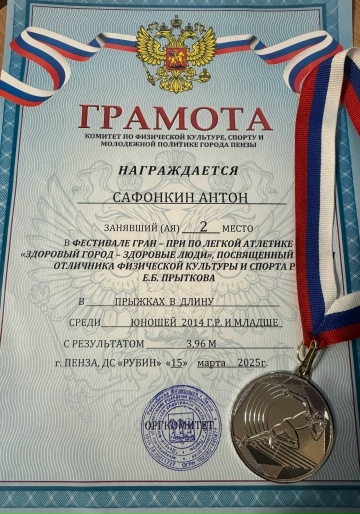 ГРАМОТА
КОМИТЕТ ПО ФИЗИЧЕСКОЙ КУЛЬТУРЕ, СПОРТУ И
МОЛОДЕЖНОЙ ПОЛИТИКЕ ГОРОДА ПЕНЗЫ
НАГРАЖДАЕТСЯ
САФОНКИН АНТОН
ЗАНЯВШИЙ (АЯ) 2 МЕСТО
В ФЕСТИВАЛЕ ГРАН – ПРИ ПО ЛЕГКОЙ АТЛЕТИКЕ
«ЗДОРОВЫЙ ГОРОД – ЗДОРОВЫЕ ЛЮДИ», ПОСВЯЩЕННЫЙ
ОТЛИЧНИКА ФИЗИЧЕСКОЙ КУЛЬТУРЫ И СПОРТА Р
Е.Б. ПРЫТКОВА
В ПРЫЖКАХ В ДЛИНУ
СРЕДИ ЮНОШЕЙ 2014 Г.Р. И МЛАДШЕ
С РЕЗУЛЬТАТОМ 3,96 М
г. ПЕНЗА, ДС «РУБИН» «15» марта 2025г.
ОРГКОМИТЕТ